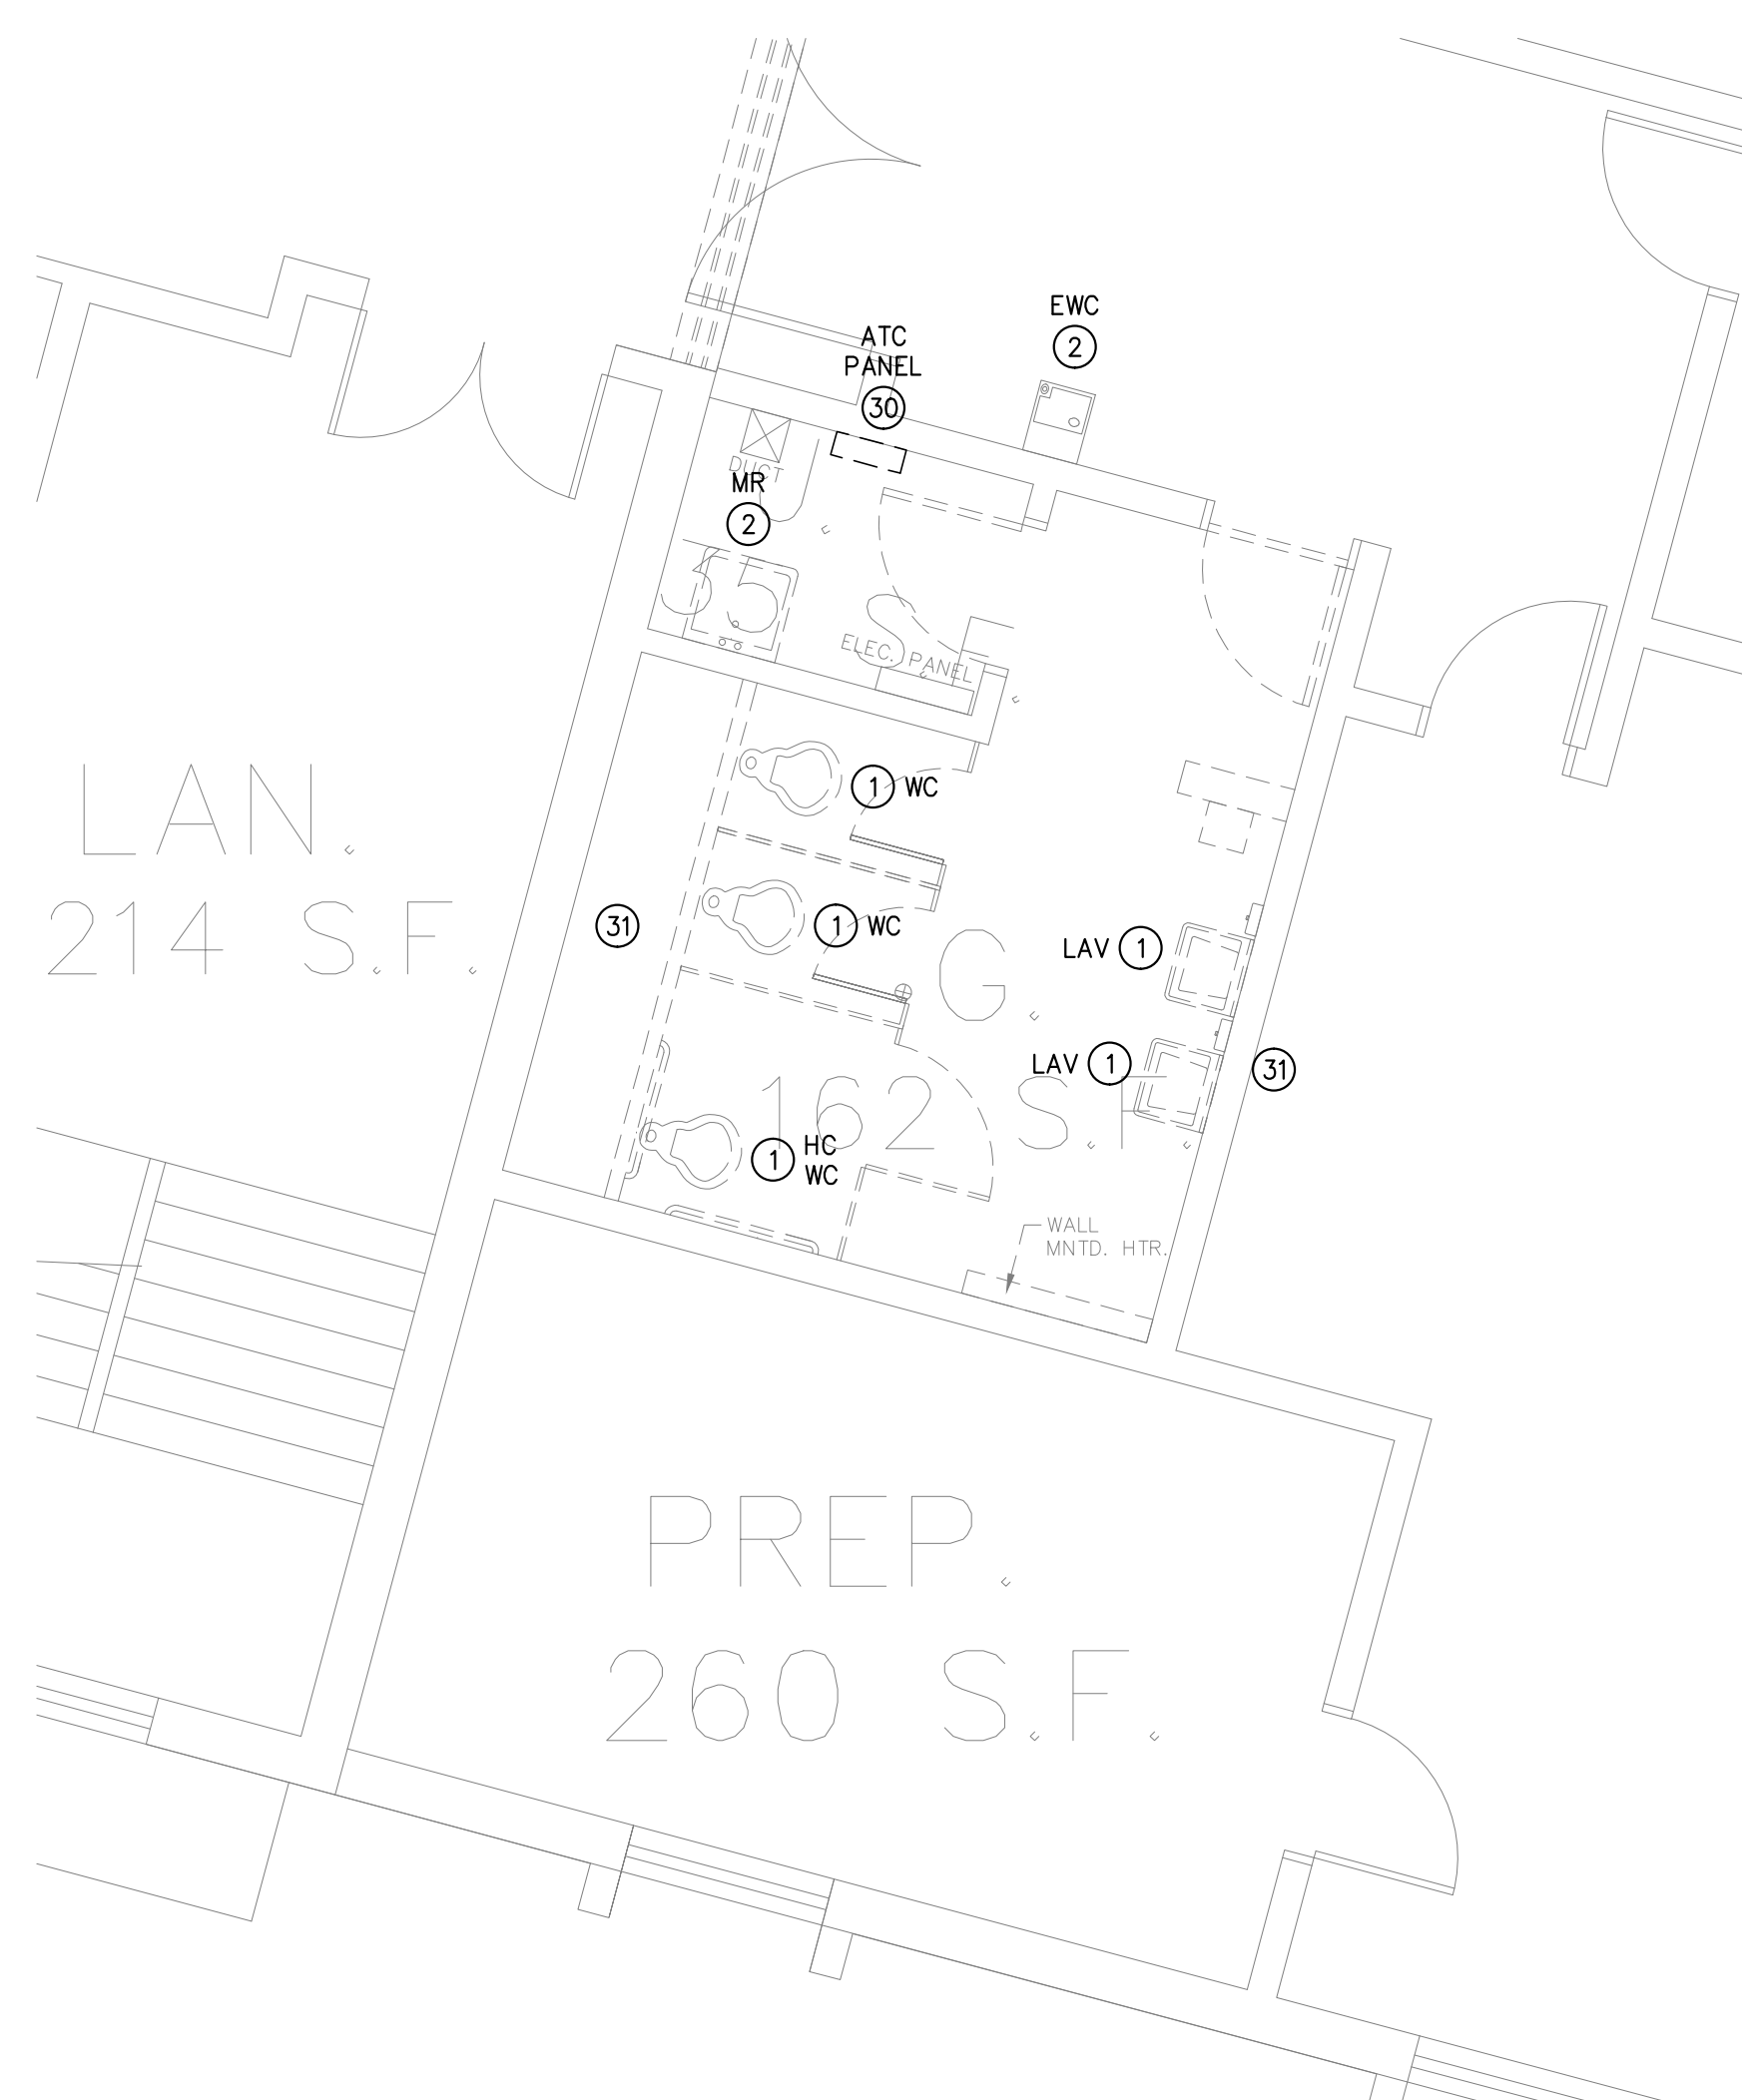 EWC
2
ATC
PANEL
30
DUCT
MR
2
J
35
S.F.
ELEC. PANEL
LAN.
214 S.F.
1 WC
1 WC
31
G.
LAV 1
LAV 1
31
162 S.F.
1 HC
WC
WALL
MNTD. HTR.
PREP.
260 S.F.